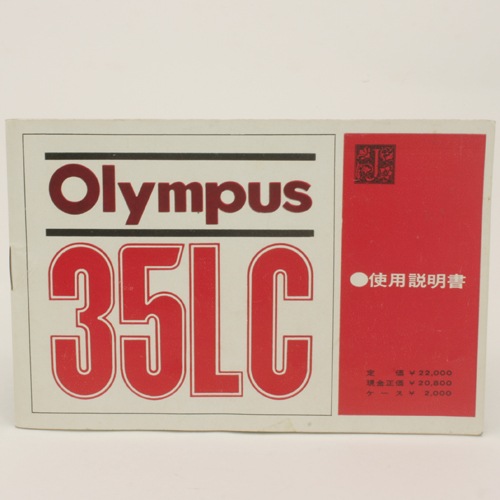 Olympus
35LC
J
●使用説明書
定 価 ¥ 22,000
現金正価 ¥ 20,800
ケ ー ス ¥ 2,000